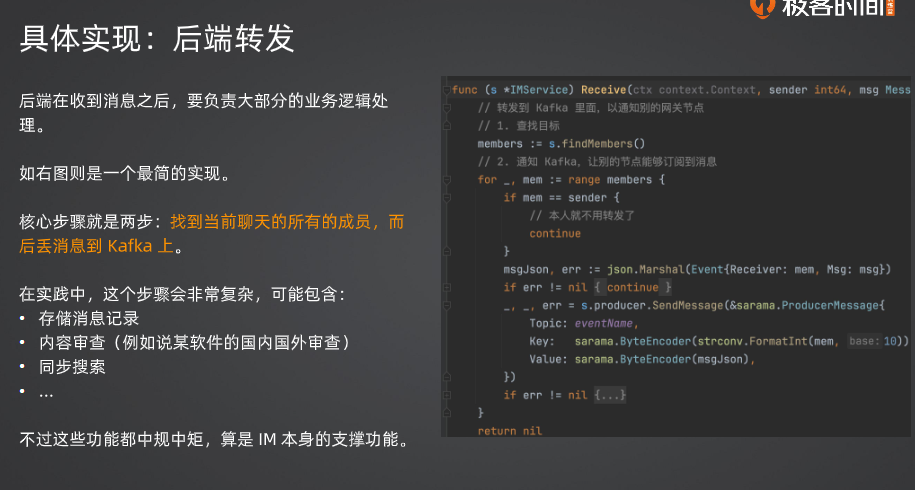 极客时间
具体实现：后端转发
后端在收到消息之后，要负责大部分的业务逻辑处
理。
如右图则是一个最简的实现。
核心步骤就是两步：找到当前聊天的所有的成员，而
后丢消息到 Kafka 上。
在实践中，这个步骤会非常复杂，可能包含：
• 存储消息记录
• 内容审查（例如说某软件的国内国外审查）
• 同步搜索
• ...
不过这些功能都中规中矩，算是 IM 本身的支撑功能。
func (s *IMService) Receive(ctx context.Context, sender int64, msg Mess
// 转发到 Kafka 里面，以通知别的网关节点
// 1. 查找目标
members := s.findMembers()
// 2. 通知 Kafka，让别的节点能够订阅到消息
for _, mem := range members {
if mem == sender {
// 本人就不用转发了
continue
}
msgJson, err := json.Marshal(Event{Receiver: mem, Msg: msg})
if err != nil { continue }
_, _, err = s.producer.SendMessage(&sarama.ProducerMessage{
Topic: eventName,
Key: sarama.ByteEncoder(strconv.FormatInt(mem, base: 10))
Value: sarama.ByteEncoder(msgJson),
})
if err != nil {...}
}
return nil